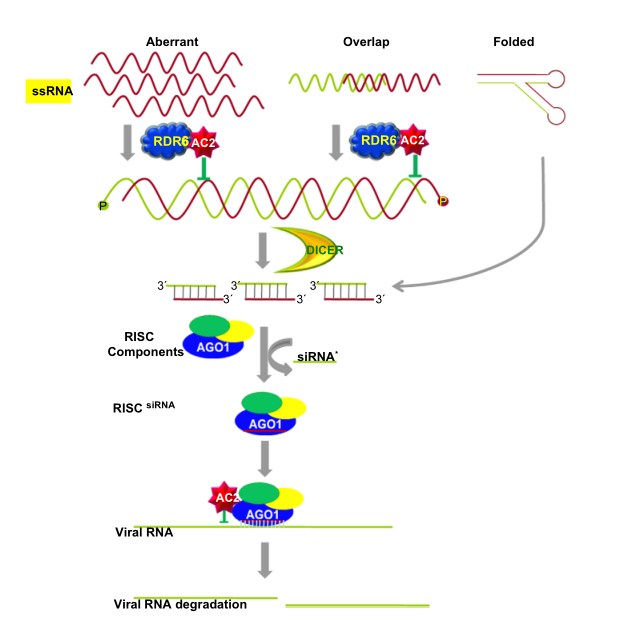 Aberrant
Overlap
Folded
ssRNA
RDR6
AC2
RDR6
AC2
P
P
DICER
3´
3´
3´
3´
3´
3´
RISC
Components
AGO1
siRNA*
RISC siRNA
AGO1
AC2
AGO1
Viral RNA
Viral RNA degradation